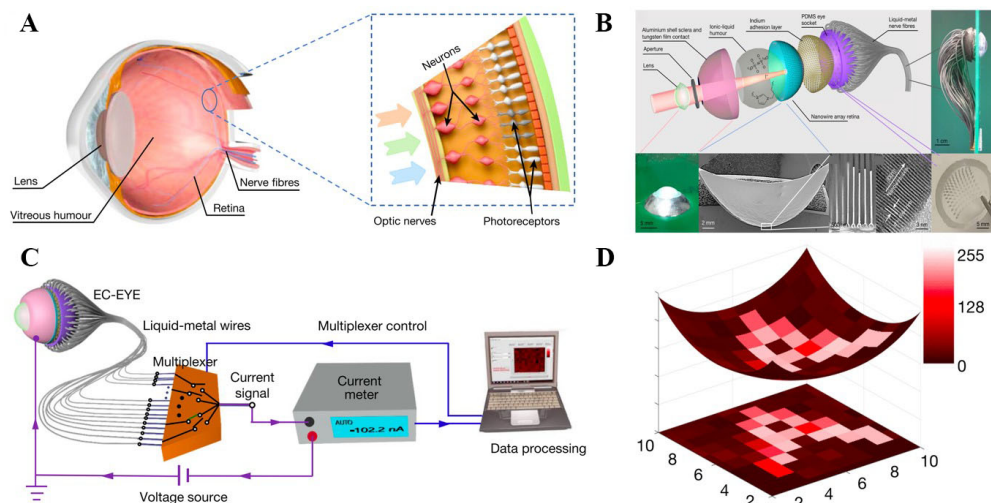 A
Neurons
Lens
Vitreous humour
Retina
Nerve fibres
Optic nerves
Photoreceptors
B
Aluminium shell sclera and
tungsten film contact
Aperture
Lens
Ionic-liquid
humour
Indium
adhesion layer
PDMS eye
socket
Liquid-metal
nerve fibres
Nanowire array retina
1 cm
2 mm
3 nm
5 mm
C
EC-EYE
Liquid-metal wires
Multiplexer
Multiplexer control
Current
signal
Current
meter
AUTO
-102.2 nA
Data processing
Voltage source
D
255
128
0
10
8
6
4
2
2
4
6
8
10